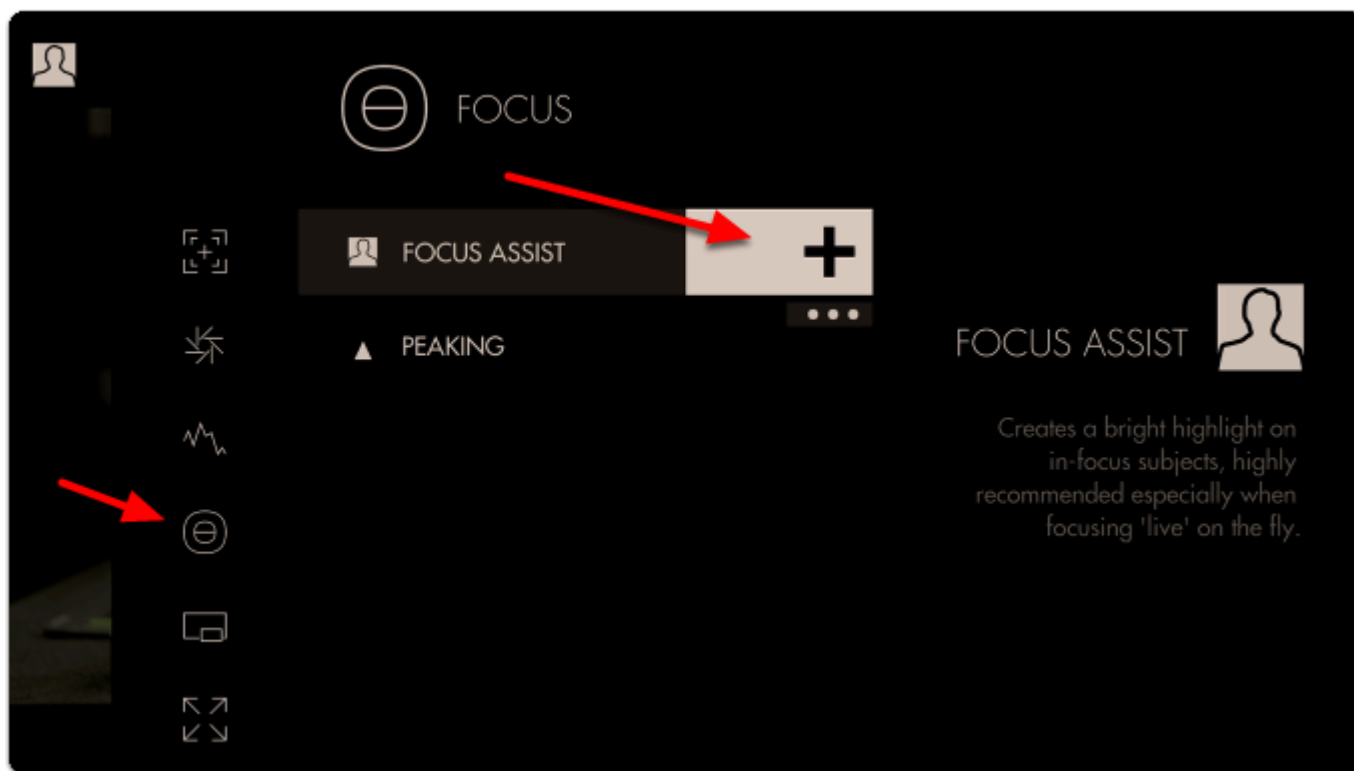 FOCUS
FOCUS ASSIST
PEAKING
FOCUS ASSIST
Creates a bright highlight on
in-focus subjects, highly
recommended especially when
focusing 'live' on the fly.